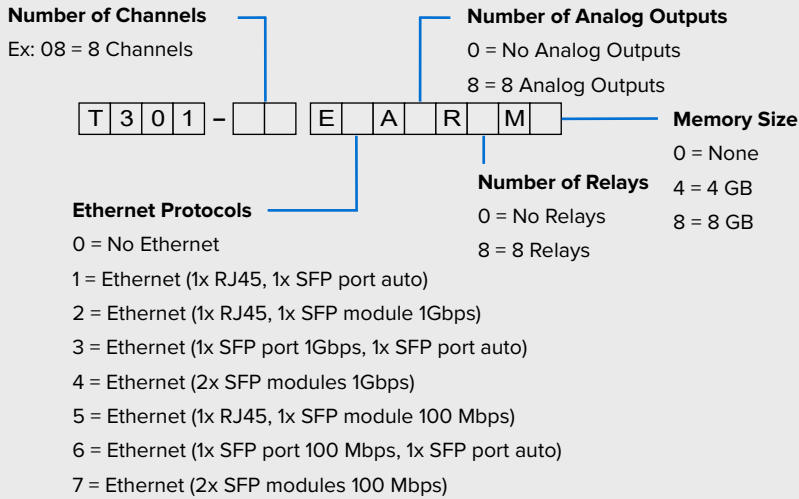 Number of Channels
Ex: 08 = 8 Channels
Number of Analog Outputs
0 = No Analog Outputs
8 = 8 Analog Outputs
T 3 0 1 – E A R M
Memory Size
0 = None
4 = 4 GB
8 = 8 GB
Number of Relays
0 = No Relays
8 = 8 Relays
Ethernet Protocols
0 = No Ethernet
1 = Ethernet (1x RJ45, 1x SFP port auto)
2 = Ethernet (1x RJ45, 1x SFP module 1Gbps)
3 = Ethernet (1x SFP port 1Gbps, 1x SFP port auto)
4 = Ethernet (2x SFP modules 1Gbps)
5 = Ethernet (1x RJ45, 1x SFP module 100 Mbps)
6 = Ethernet (1x SFP port 100 Mbps, 1x SFP port auto)
7 = Ethernet (2x SFP modules 100 Mbps)